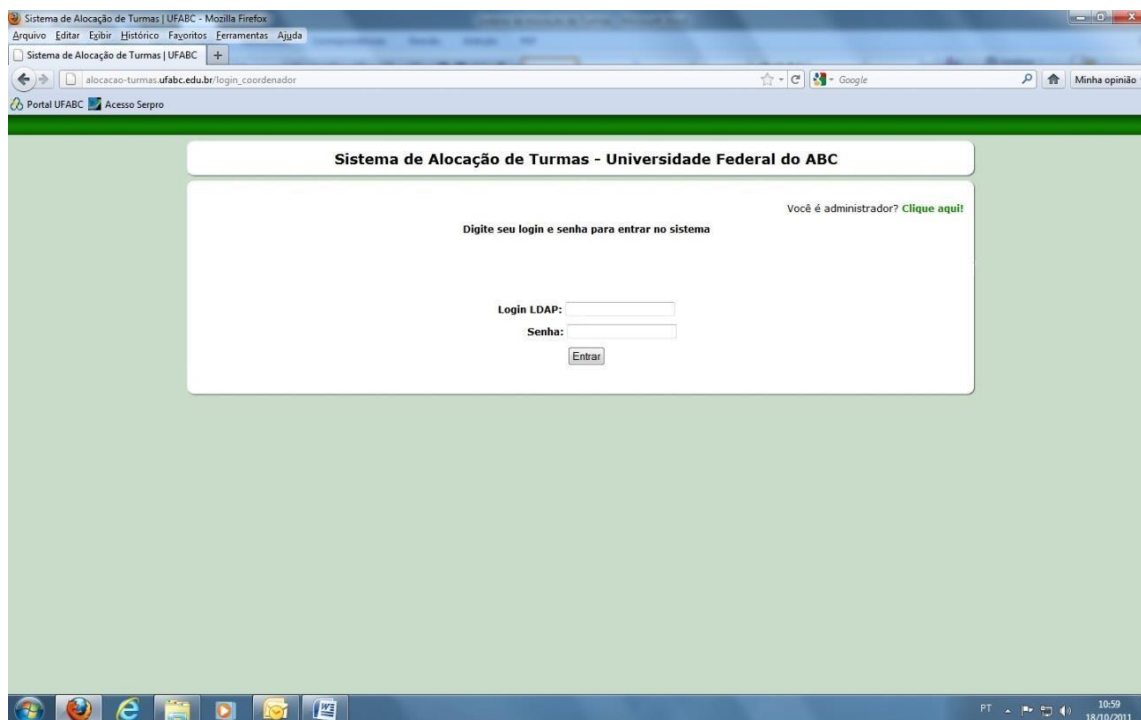 Sistema de Alocação de Turmas | UFABC - Mozilla Firefox
Arquivo Editar Exibir Histórico Favoritos Ferramentas Ajuda
Sistema de Alocação de Turmas | UFABC +
alocacao-turmas.ufabc.edu.br/login_coordenador Google Minha opinião
Portal UFABC Acesso Serpro
Sistema de Alocação de Turmas - Universidade Federal do ABC
Você é administrador? Clique aqui!
Digite seu login e senha para entrar no sistema
Login LDAP:
Senha:
Entrar
PT 10:59
18/10/2011